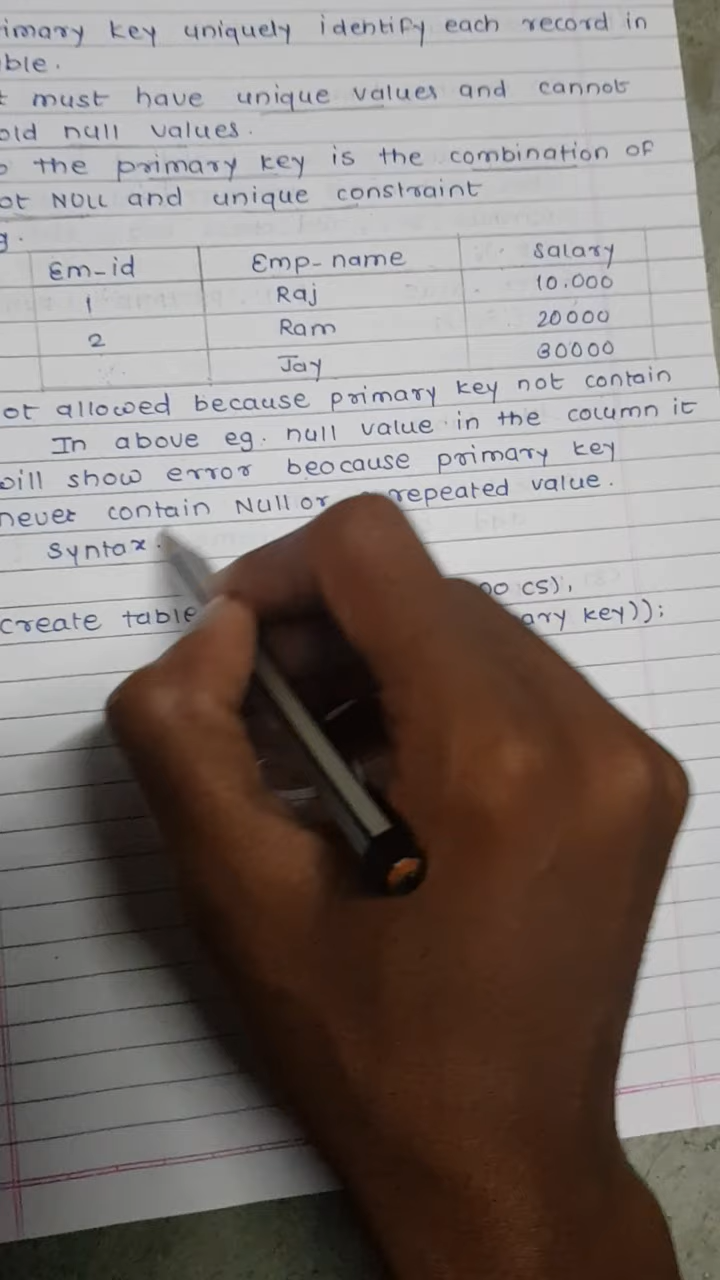 imary key uniquely identify each record in
ble.
t must have unique values and cannot
old null values.
o the primary key is the combination of
ot NULL and unique constraint
g.
Em-id Emp-name Salary
1 Raj 10.000
2 Ram 20000
Jay 30000
ot allowed because primary key not contain
In above eg. null value in the column it
will show error beocause primary key
never contain Null or repeated value.
Syntax.
cs),
create table ary key));